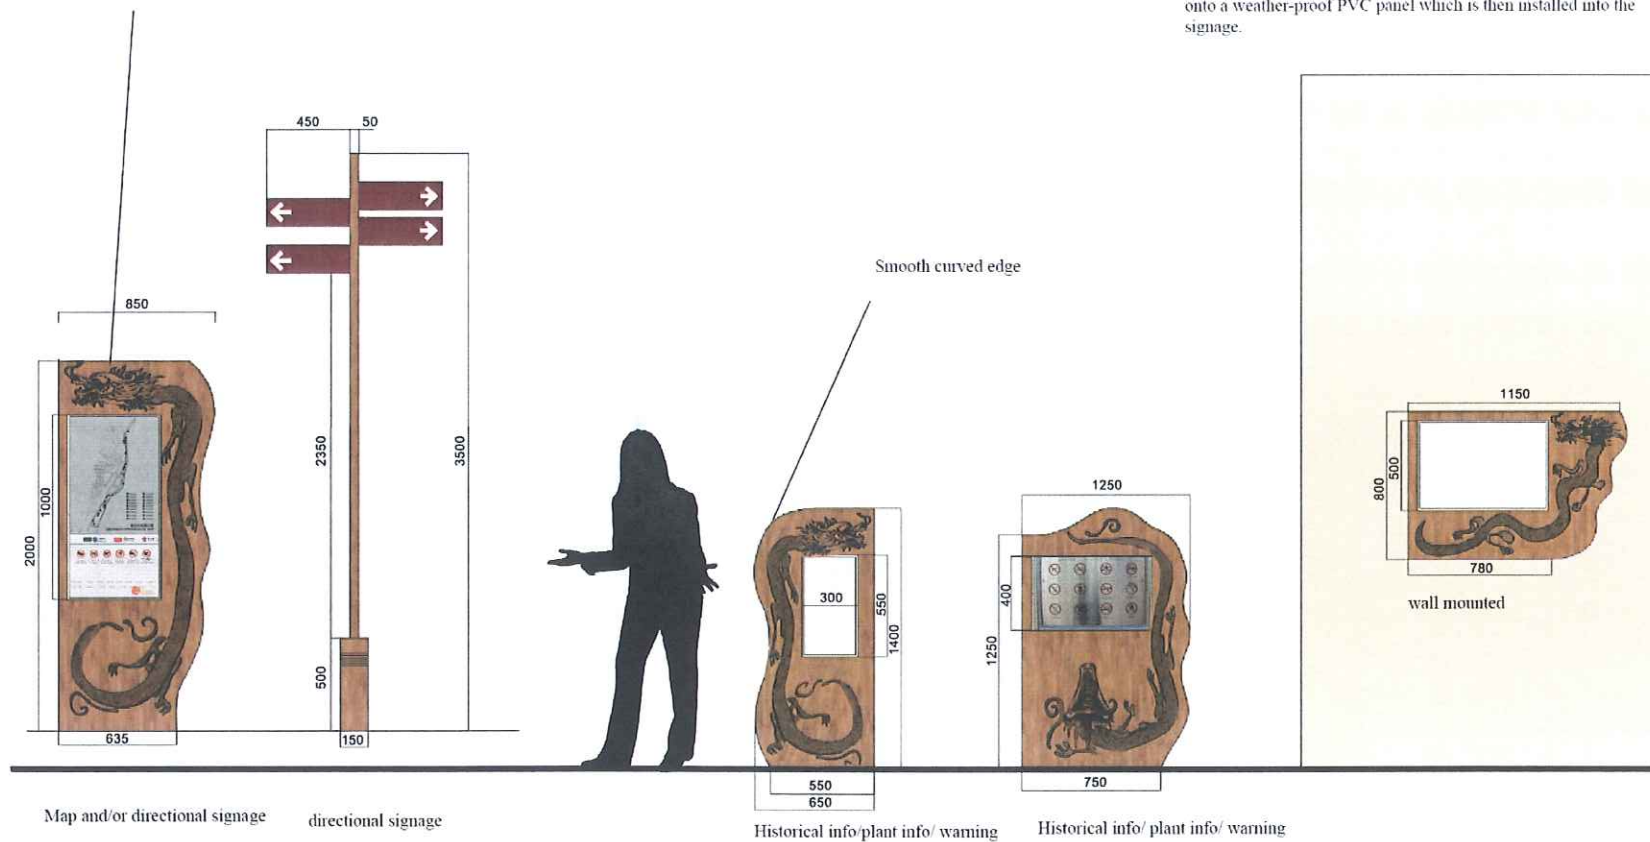 onto a weather-proof PVC panel which is then installed into the
signage.
450
50
Smooth curved edge
850
1150
2350
3500
1000
2000
800
500
1250
300
550
1400
400
1250
780
wall mounted
500
635
150
550
650
750
Map and/or directional signage
directional signage
Historical info/plant info/ warning
Historical info/ plant info/ warning